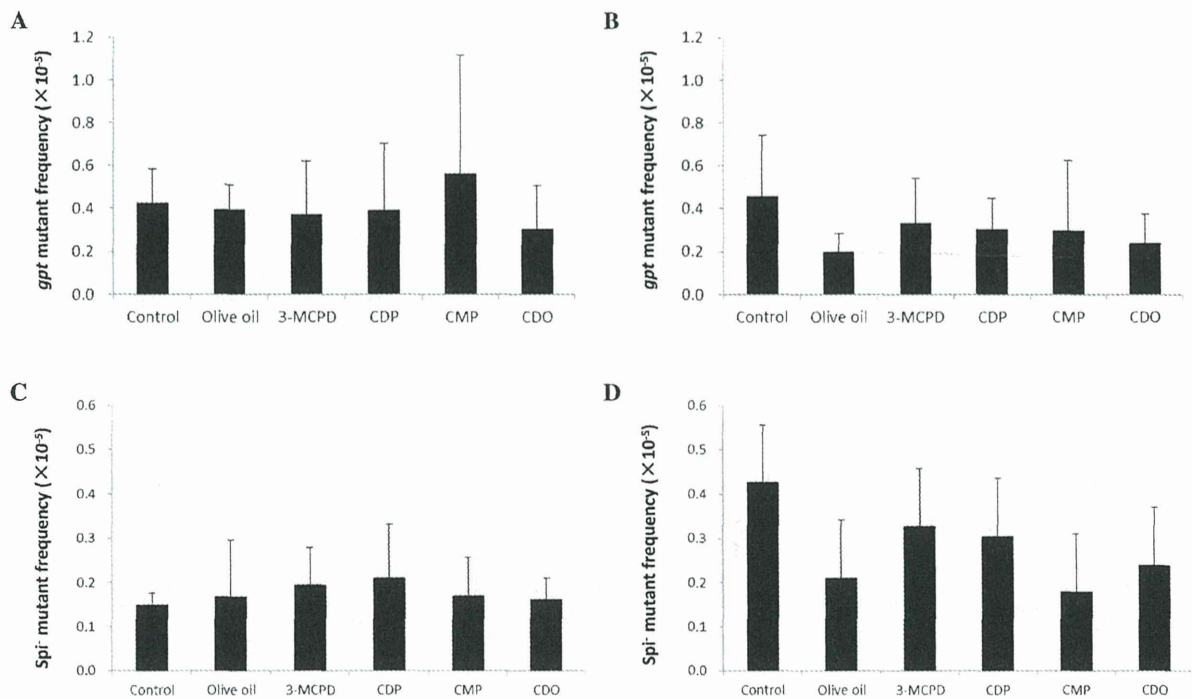 A
gpt mutant frequency (×10⁻⁵)
1.2
1.0
0.8
0.6
0.4
0.2
0.0
Control Olive oil 3-MCPD CDP CMP CDO
B
gpt mutant frequency (×10⁻⁵)
1.2
1.0
0.8
0.6
0.4
0.2
0.0
Control Olive oil 3-MCPD CDP CMP CDO
C
Spi⁻ mutant frequency (×10⁻⁵)
0.6
0.5
0.4
0.3
0.2
0.1
0.0
Control Olive oil 3-MCPD CDP CMP CDO
D
Spi⁻ mutant frequency (×10⁻⁵)
0.6
0.5
0.4
0.3
0.2
0.1
0.0
Control Olive oil 3-MCPD CDP CMP CDO